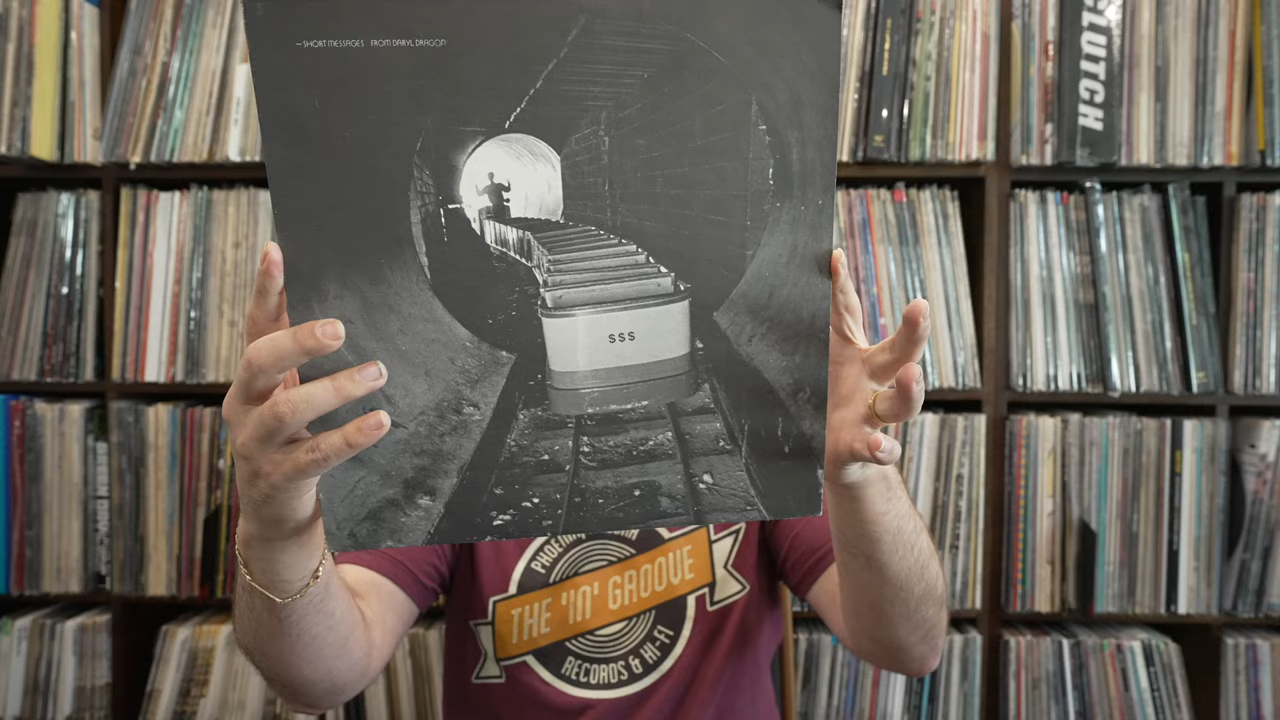 — SHORT MESSAGES FROM DARYL DRAGON
CLUTCH
$$$
PHOENIX,
THE 'IN' GROOVE
RECORDS & HI-FI